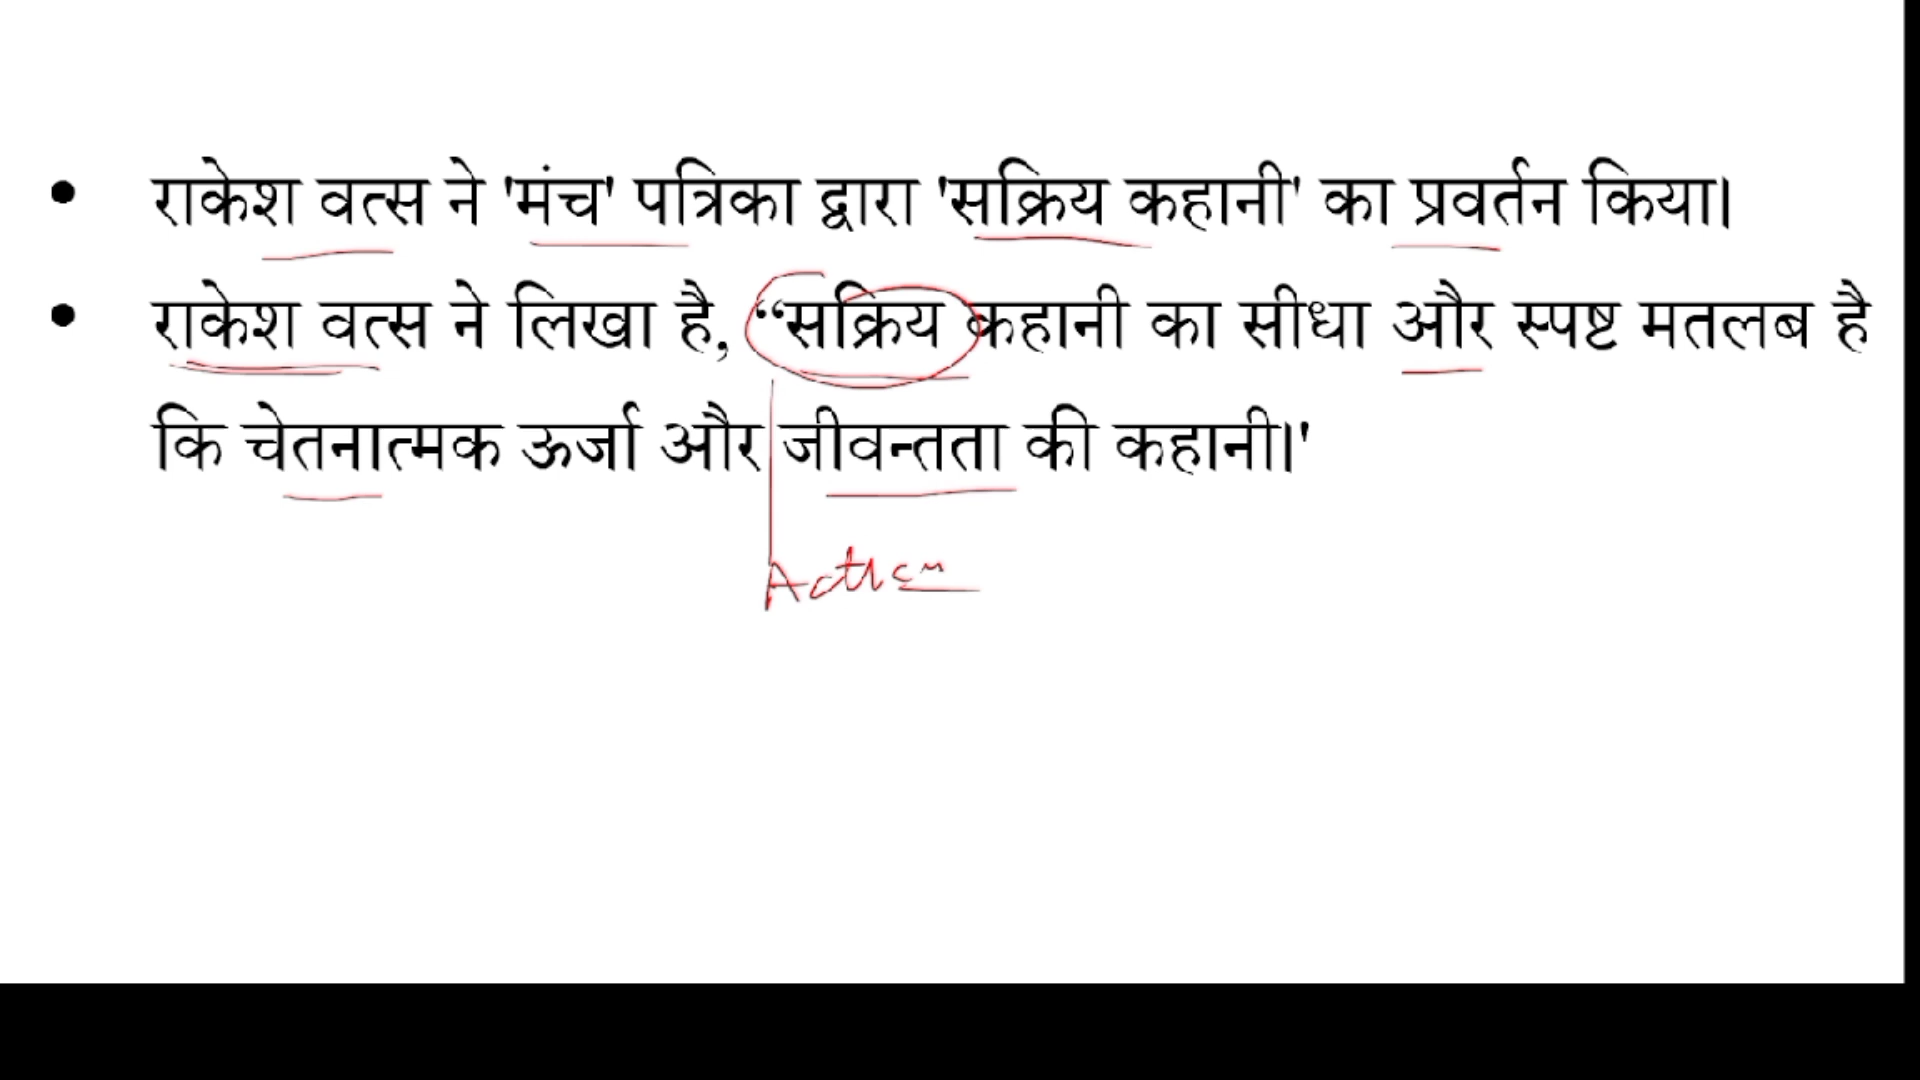 • राकेश वत्स ने 'मंच' पत्रिका द्वारा 'सक्रिय कहानी' का प्रवर्तन किया।
• राकेश वत्स ने लिखा है, “सक्रिय कहानी का सीधा और स्पष्ट मतलब है
कि चेतनात्मक ऊर्जा और जीवन्तता की कहानी।'
Action